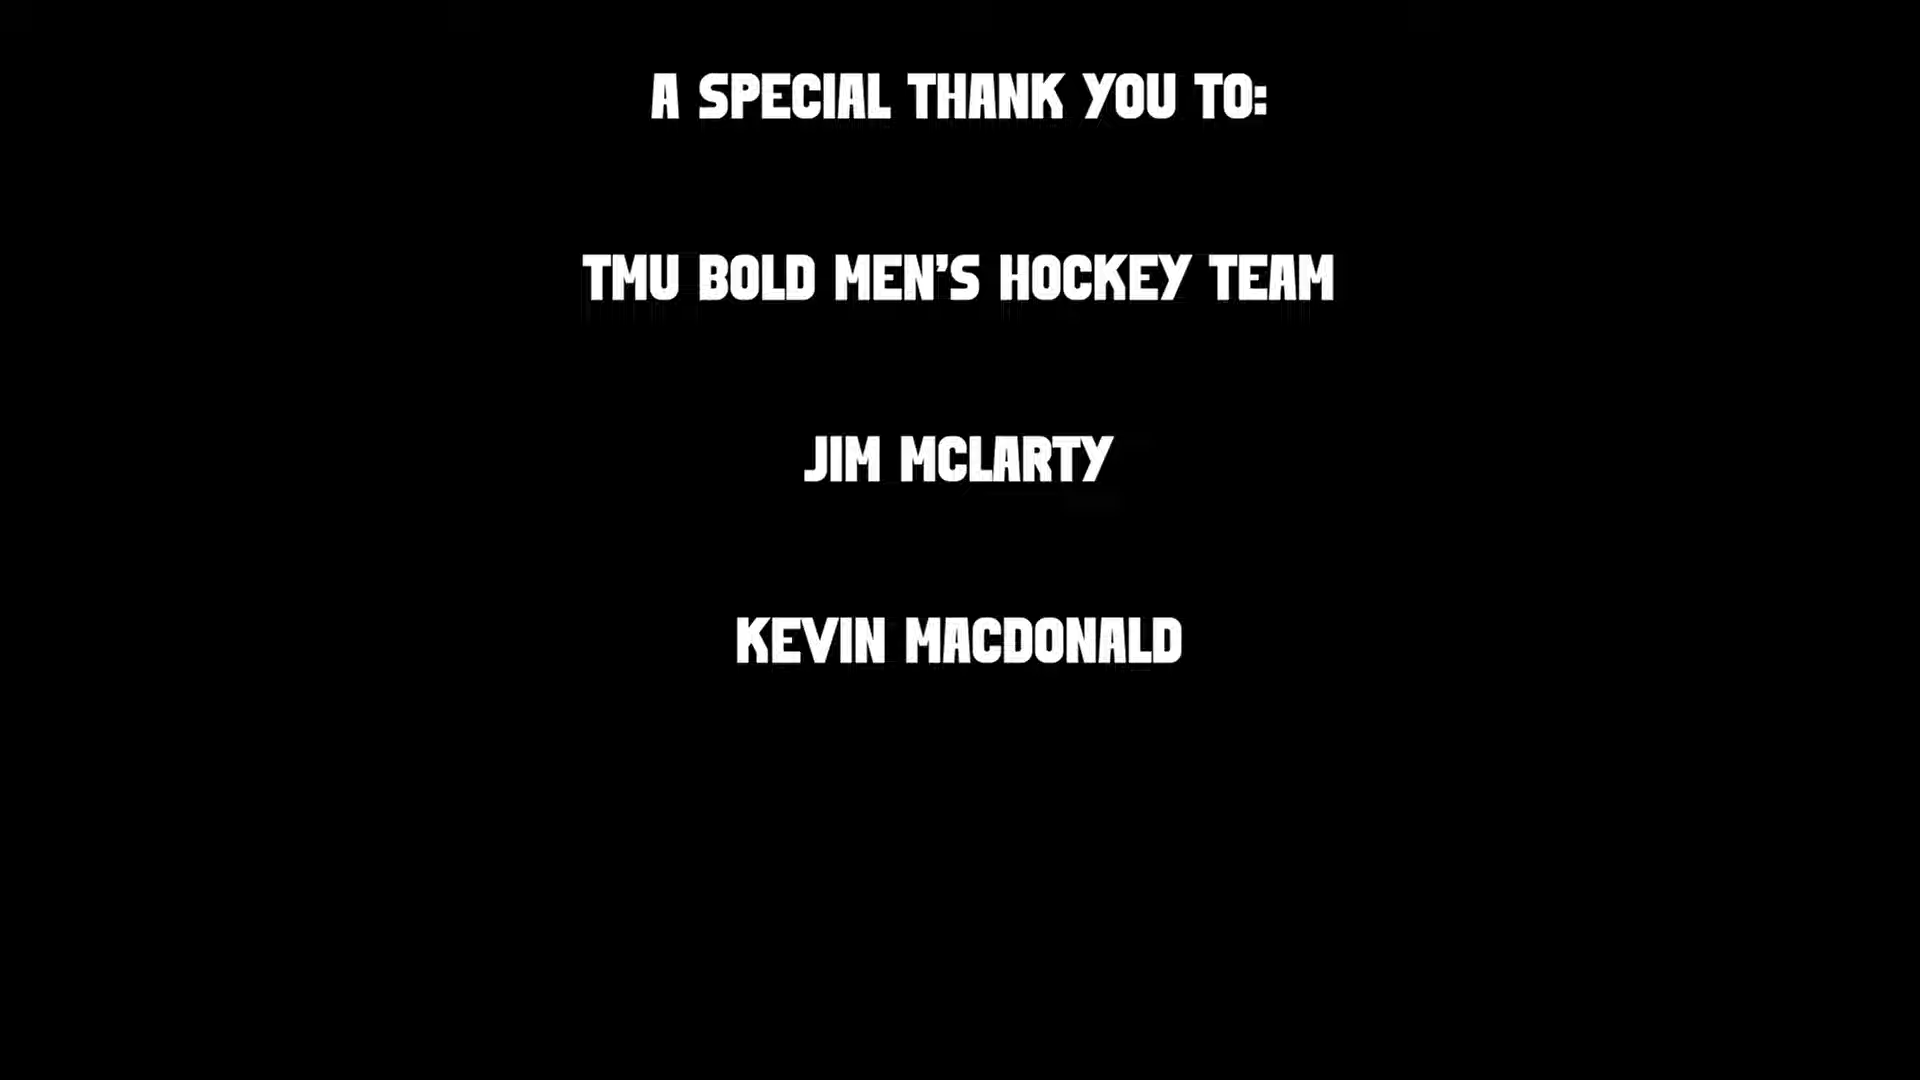 A SPECIAL THANK YOU TO:
TMU BOLD MEN'S HOCKEY TEAM
JIM MCLARTY
KEVIN MACDONALD